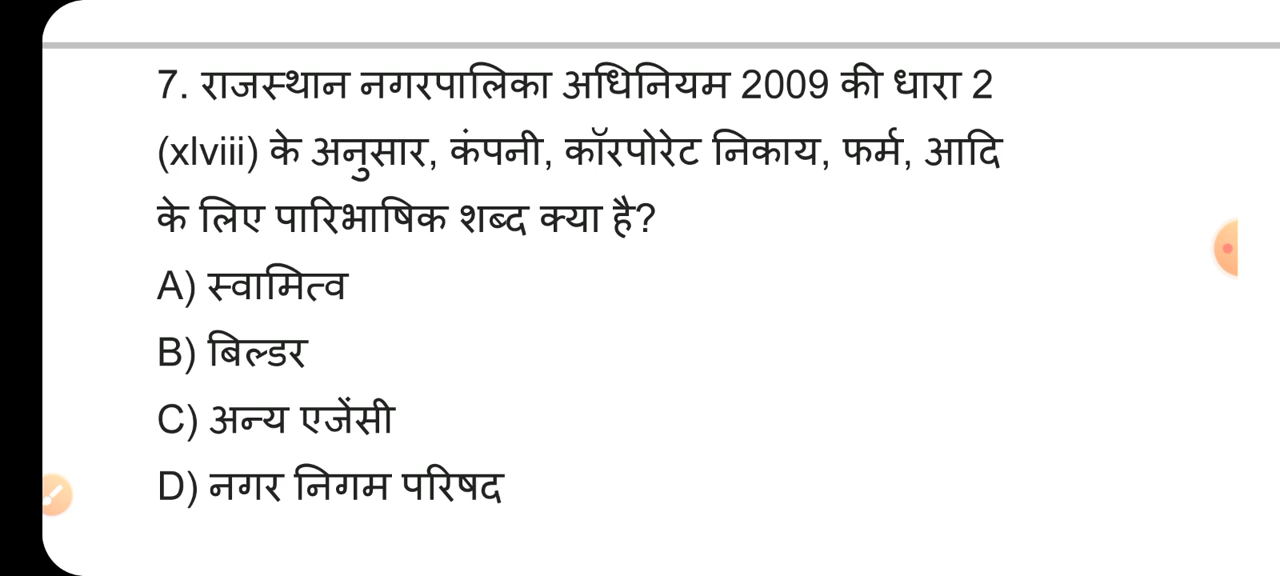 7. राजस्थान नगरपालिका अधिनियम 2009 की धारा 2
(xlviii) के अनुसार, कंपनी, कॉरपोरेट निकाय, फर्म, आदि
के लिए पारिभाषिक शब्द क्या है?
A) स्वामित्व
B) बिल्डर
C) अन्य एजेंसी
D) नगर निगम परिषद